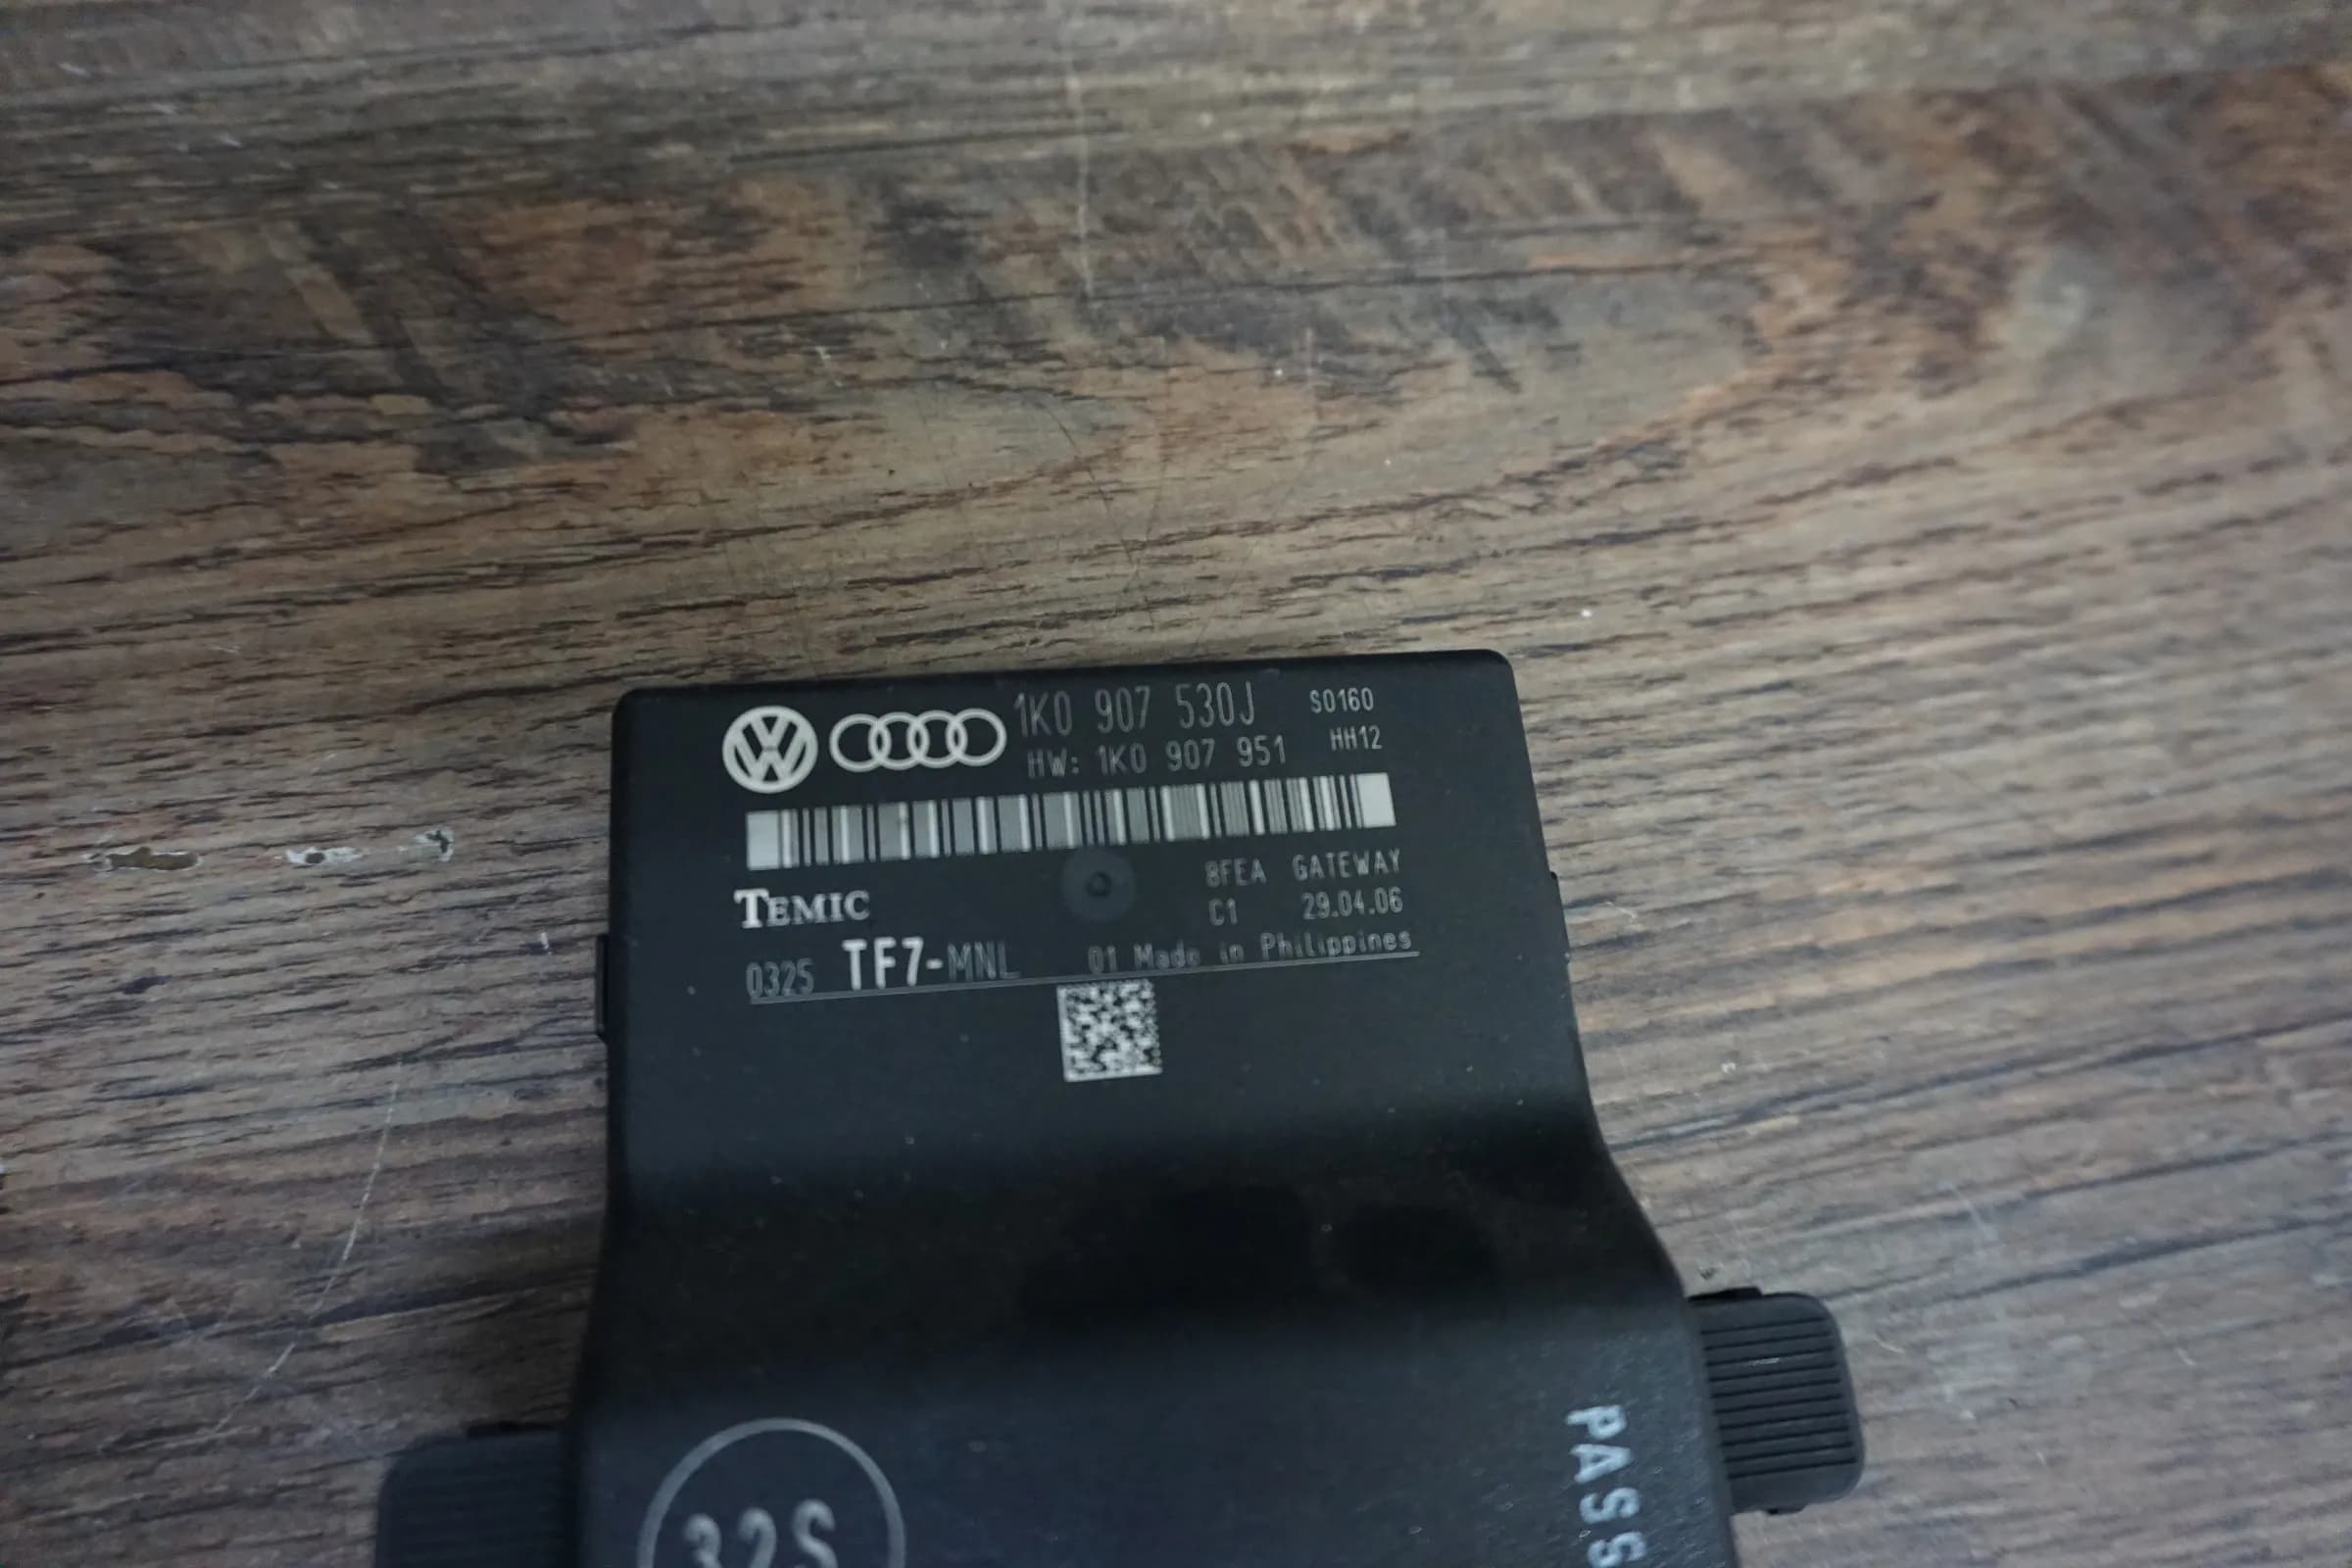 1K0 907 530J S0160
HW: 1K0 907 951 HH12
TEMIC
8FEA GATEWAY
C1 29.04.06
0325 TF7-MNL 01 Made in Philippines
32S
PASS